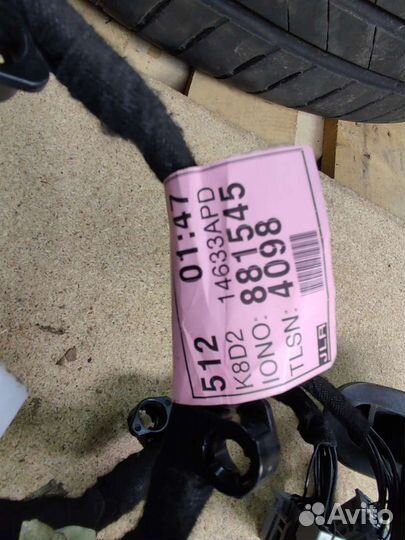 512 01:47
K8D2 14633APD
IONO: 881545
TLSN: 4098
JLR
Avito